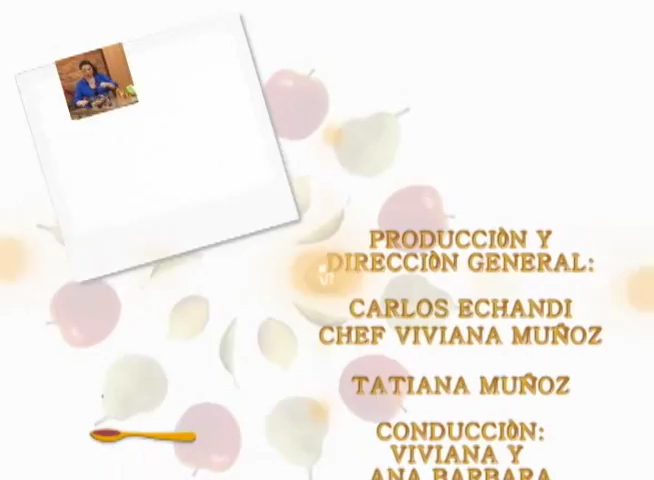 PRODUCCIÒN Y
DIRECCIÒN GENERAL:
CARLOS ECHANDI
CHEF VIVIANA MUÑOZ
TATIANA MUÑOZ
CONDUCCIÒN:
VIVIANA Y
ANA BARBARA